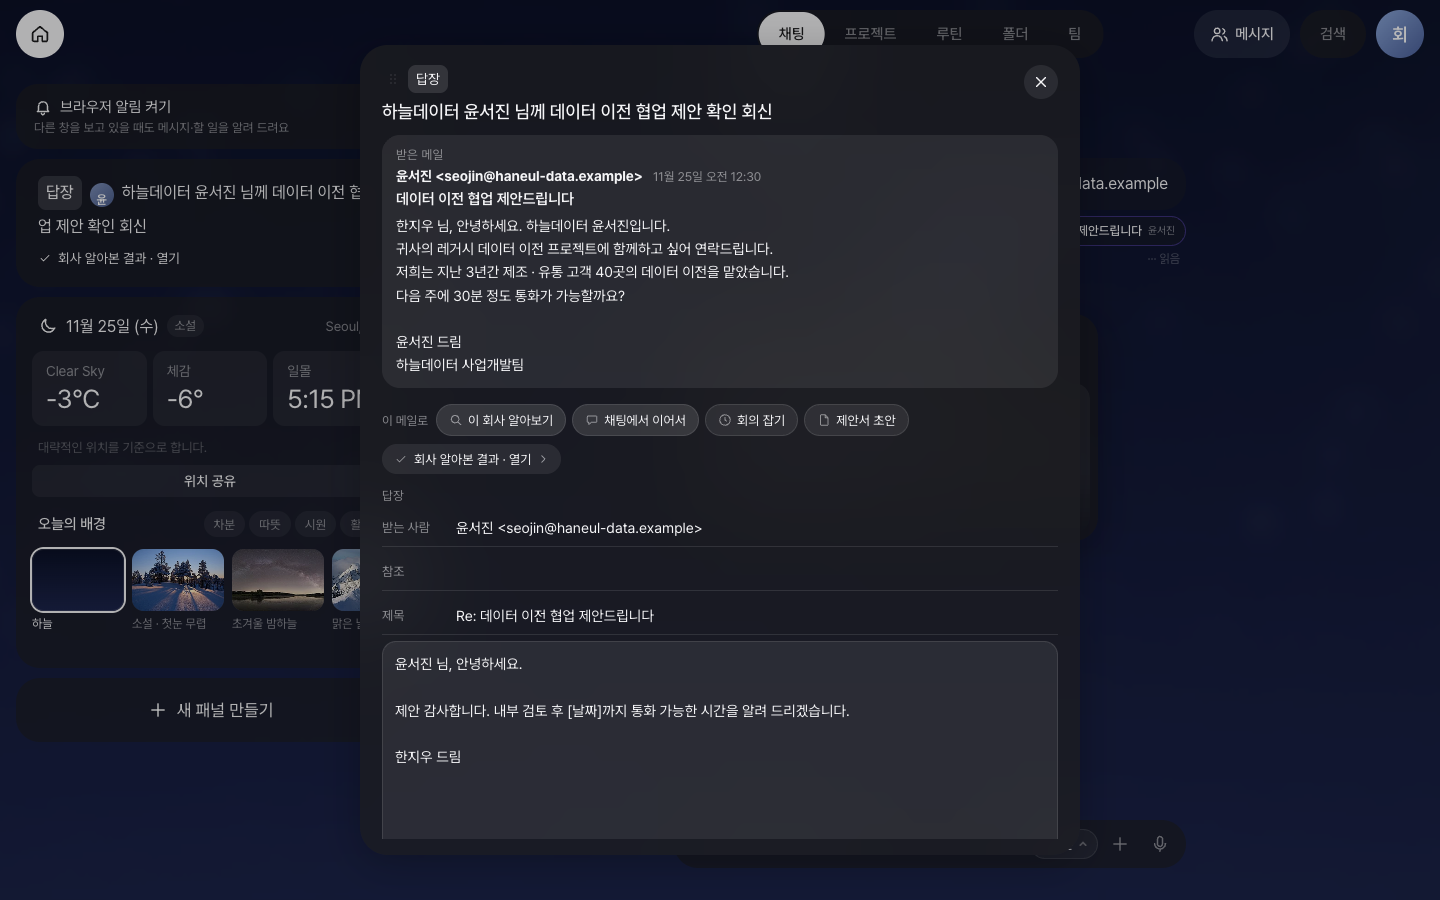 채팅
프로젝트
루틴
폴더
팀
메시지
검색
회
브라우저 알림 켜기
다른 창을 보고 있을 때도 메시지·할 일을 알려 드려요
답장
윤
하늘데이터 윤서진 님께 데이터 이전 협
업 제안 확인 회신
회사 알아본 결과 · 열기
11월 25일 (수)
소설
Seoul,
Clear Sky
-3°C
체감
-6°
일몰
5:15 P
대략적인 위치를 기준으로 합니다.
위치 공유
오늘의 배경
차분
따뜻
시원
하늘
소설 · 첫눈 무렵
초겨울 밤하늘
맑은
새 패널 만들기
답장
하늘데이터 윤서진 님께 데이터 이전 협업 제안 확인 회신
받은 메일
윤서진 <seojin@haneul-data.example> 11월 25일 오전 12:30
데이터 이전 협업 제안드립니다
한지우 님, 안녕하세요. 하늘데이터 윤서진입니다.
귀사의 레거시 데이터 이전 프로젝트에 함께하고 싶어 연락드립니다.
저희는 지난 3년간 제조 · 유통 고객 40곳의 데이터 이전을 맡았습니다.
다음 주에 30분 정도 통화가 가능할까요?
윤서진 드림
하늘데이터 사업개발팀
이 메일로
이 회사 알아보기
채팅에서 이어서
회의 잡기
제안서 초안
회사 알아본 결과 · 열기
답장
받는 사람 윤서진 <seojin@haneul-data.example>
참조
제목 Re: 데이터 이전 협업 제안드립니다
윤서진 님, 안녕하세요.
제안 감사합니다. 내부 검토 후 [날짜]까지 통화 가능한 시간을 알려 드리겠습니다.
한지우 드림
data.example
제안드립니다 윤서진
읽음